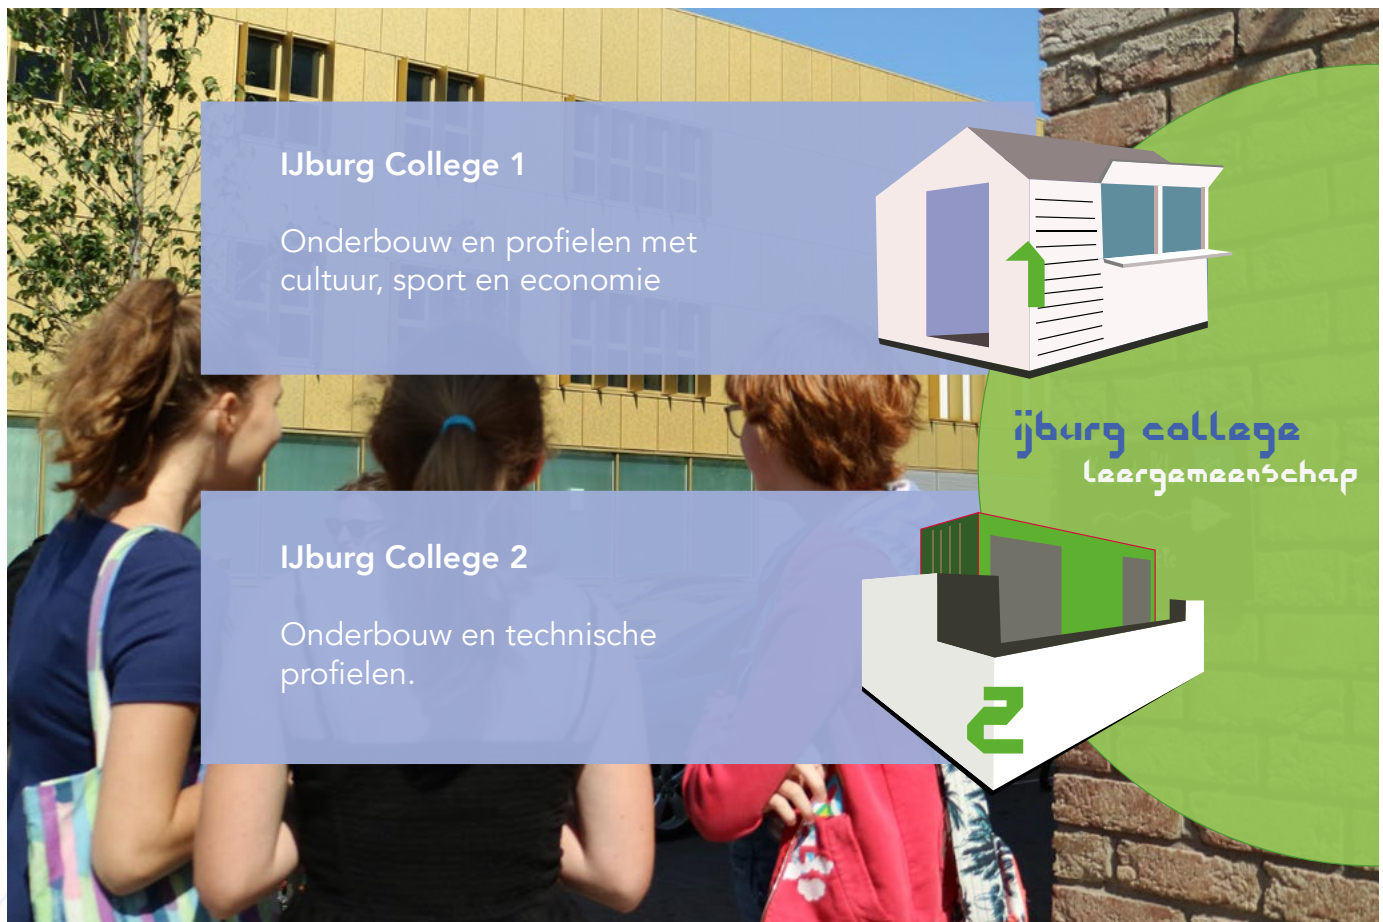 IJburg College 1
Onderbouw en profielen met
cultuur, sport en economie
ijburg college
leergemeenschap
IJburg College 2
Onderbouw en technische
profielen.
1
2